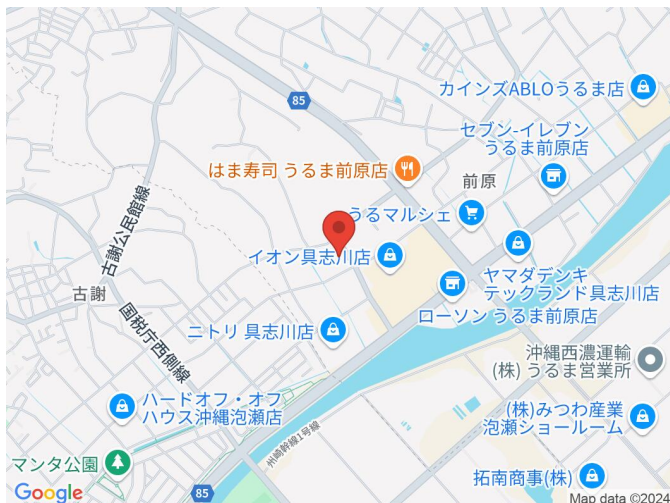 カインズABLOうるま店
85
セブン-イレブン
うるま前原店
はま寿司 うるま前原店
前原
うるマルシェ
古謝公民館線
イオン具志川店
ヤマダデンキ
テックランド具志川店
古謝
ローソン うるま前原店
国税庁西側線
ニトリ 具志川店
沖縄西濃運輸
(株) うるま営業所
ハードオフ・オフ
ハウス沖縄泡瀬店
(株)みつわ産業
泡瀬ショールーム
州崎幹線1号線
マンタ公園
拓南商事(株)
85
Google
Map data ©2024